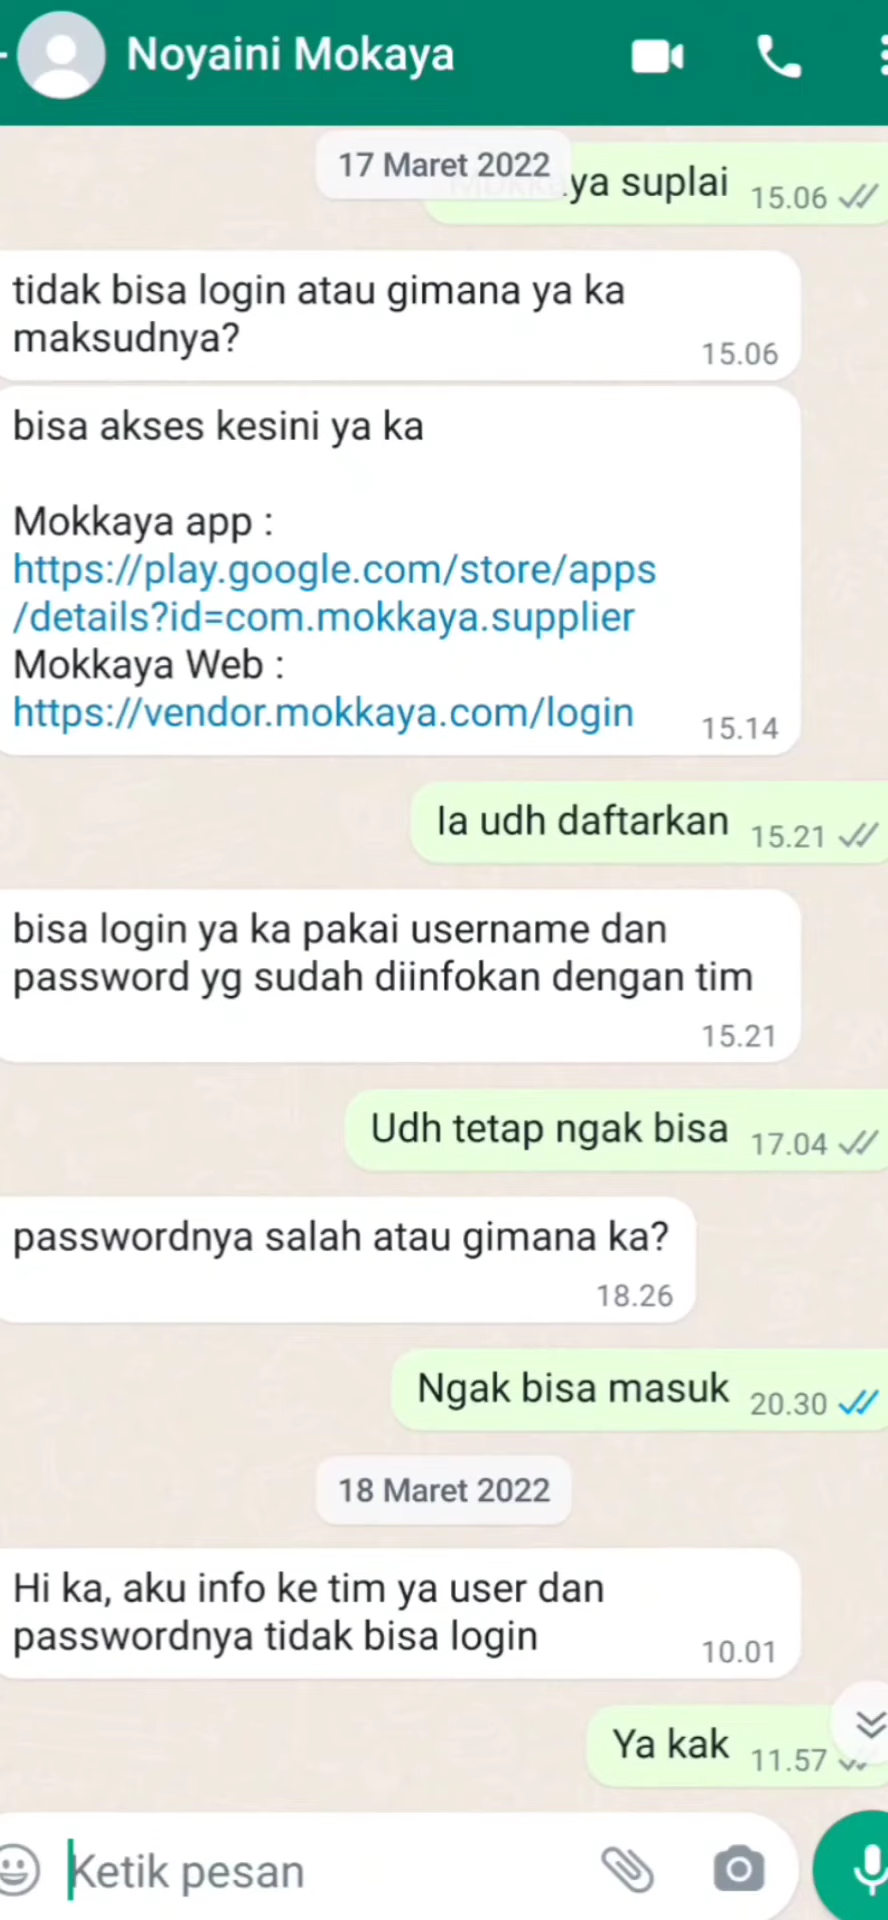 Noyaini Mokaya
17 Maret 2022
ya suplai 15.06
tidak bisa login atau gimana ya ka
maksudnya?
15.06
bisa akses kesini ya ka
Mokkaya app :
https://play.google.com/store/apps
/details?id=com.mokkaya.supplier
Mokkaya Web :
https://vendor.mokkaya.com/login
15.14
Ia udh daftarkan 15.21
bisa login ya ka pakai username dan
password yg sudah diinfokan dengan tim
15.21
Udh tetap ngak bisa 17.04
passwordnya salah atau gimana ka?
18.26
Ngak bisa masuk 20.30
18 Maret 2022
Hi ka, aku info ke tim ya user dan
passwordnya tidak bisa login
10.01
Ya kak 11.57
Ketik pesan